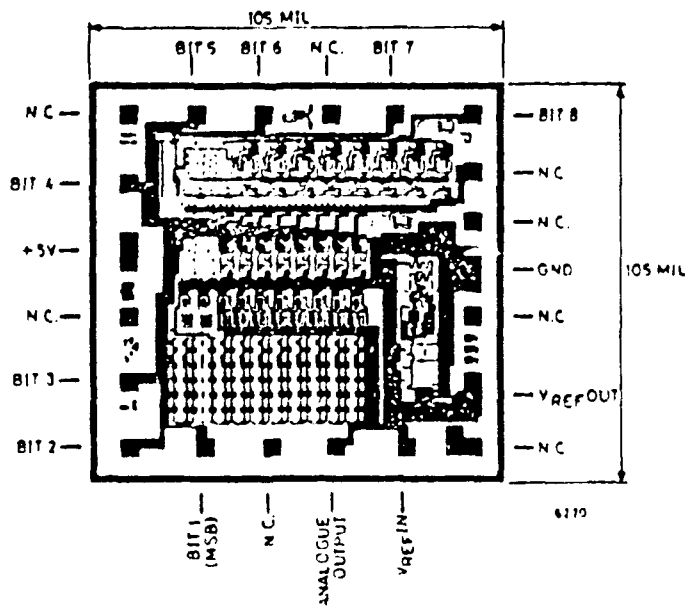 105 MIL
BIT 5
BIT 6
N.C.
BIT 7
N.C.
BIT 8
BIT 4
N.C.
N.C.
+5V
GND
105 MIL
N.C.
N.C
BIT 3
VREF OUT
BIT 2
N.C
BIT 1
(MSB)
N.C.
ANALOGUE
OUTPUT
VREF IN
6270